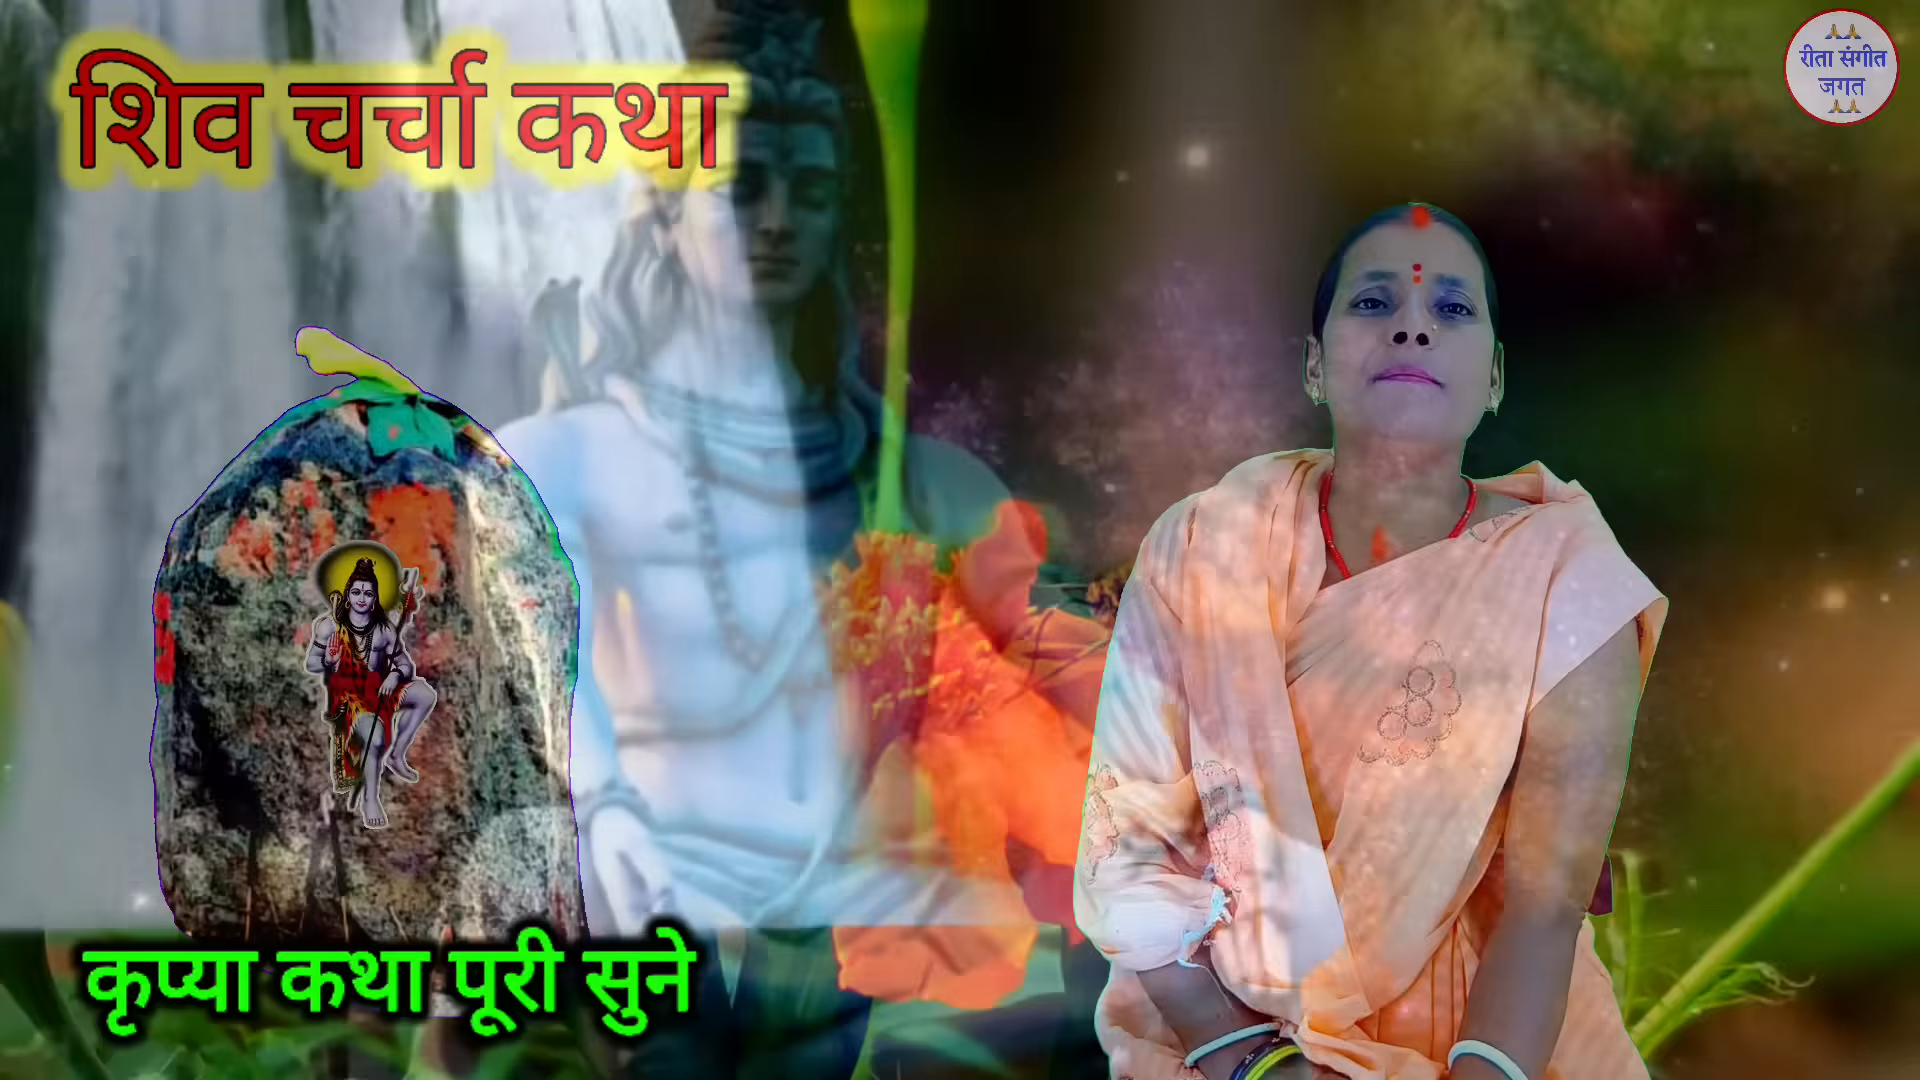 शिव चर्चा कथा
रीता संगीत
जगत
कृप्या कथा पूरी सुने